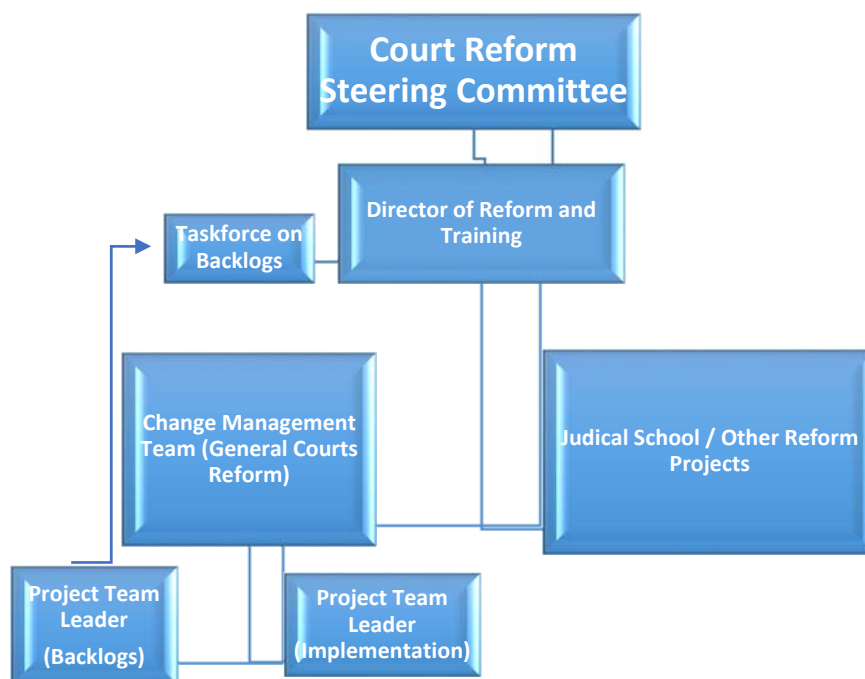 Court Reform
Steering Committee
Director of Reform and
Training
Taskforce on
Backlogs
Change Management
Team (General Courts
Reform)
Judical School / Other Reform
Projects
Project Team
Leader
(Backlogs)
Project Team
Leader
(Implementation)